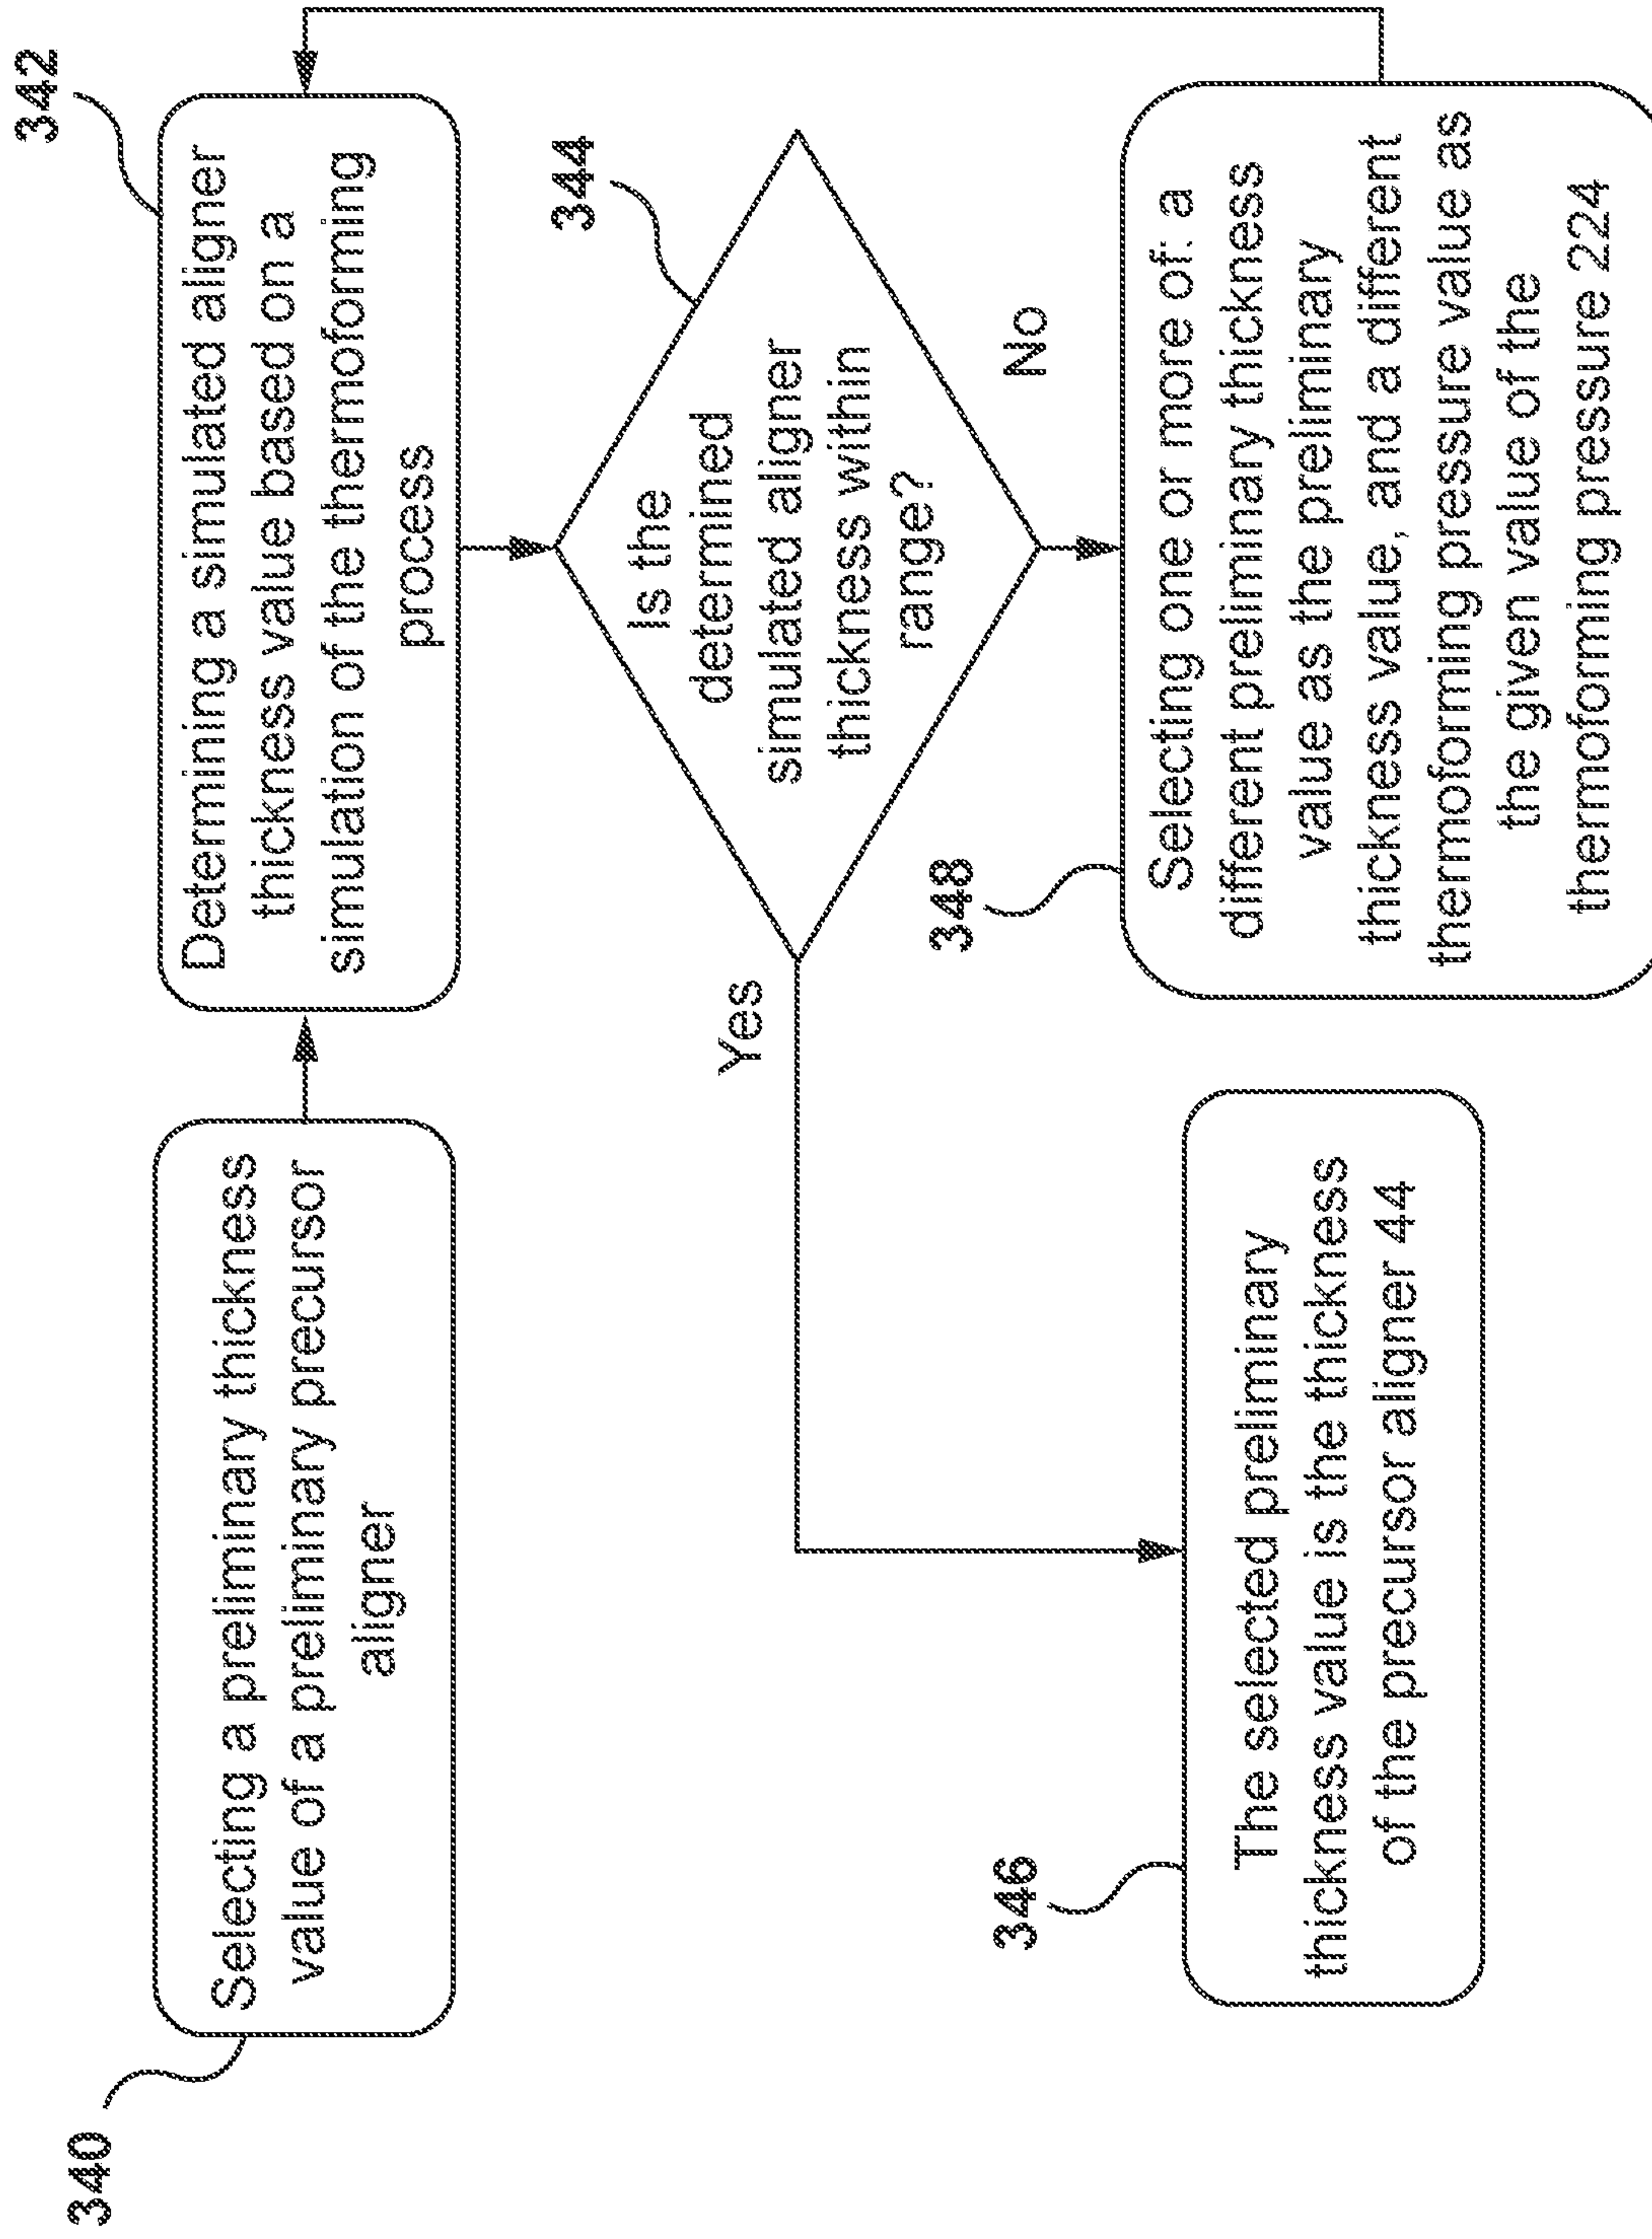 340
Selecting a preliminary thickness
value of a preliminary precursor
aligner
342
Determining a simulated aligner
thickness value based on a
simulation of the thermoforming
process
344
Is the
determined
simulated aligner
thickness within
range?
Yes
No
346
The selected preliminary
thickness value is the thickness
of the precursor aligner 44
348
Selecting one or more of: a
different preliminary thickness
value as the preliminary
thickness value, and a different
thermoforming pressure value as
the given value of the
thermoforming pressure 224